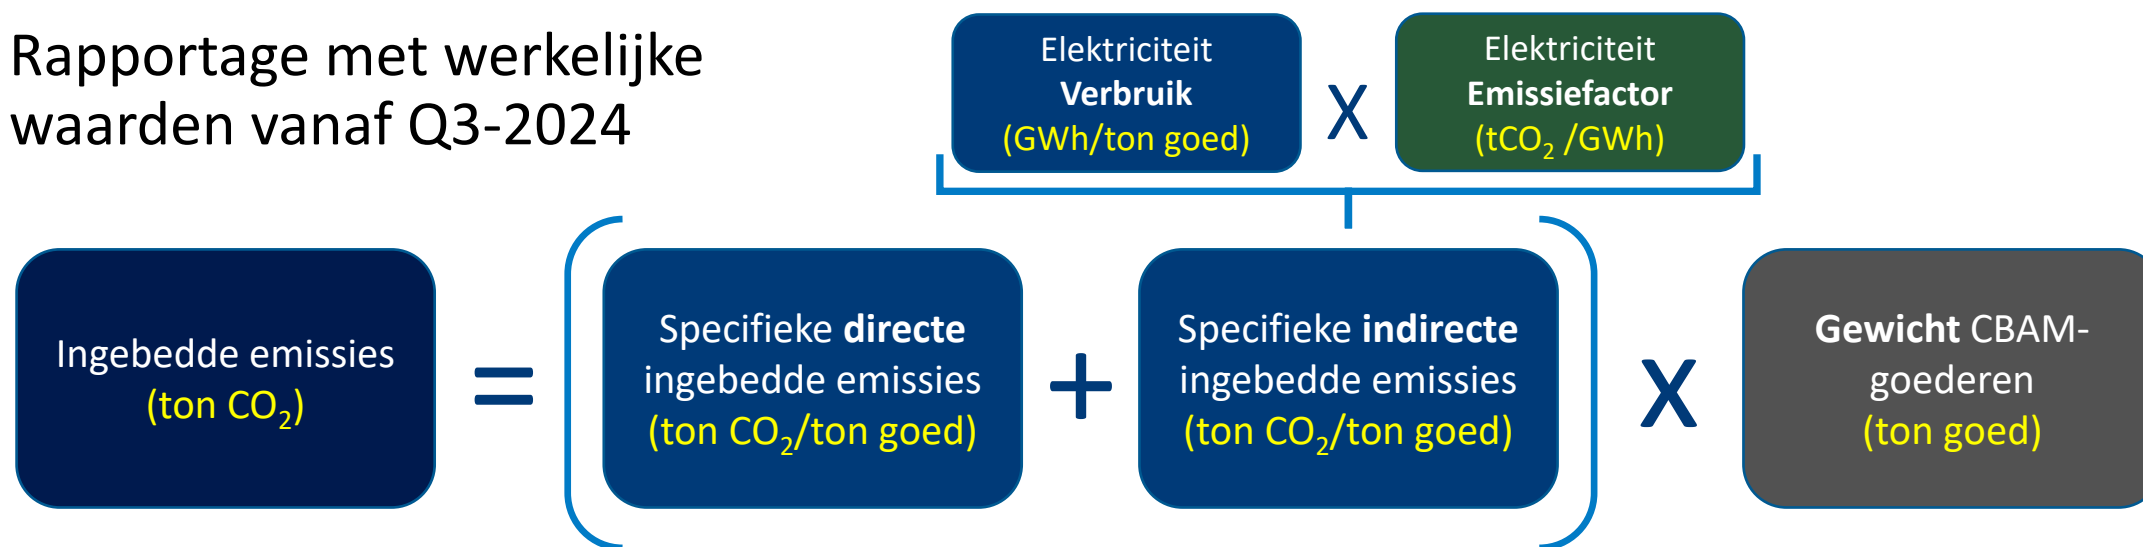 Rapportage met werkelijke
waarden vanaf Q3-2024
Elektriciteit
Verbruik
(GWh/ton goed)
X
Elektriciteit
Emissiefactor
(tCO₂ /GWh)
Ingebedde emissies
(ton CO₂)
=
(
Specifieke directe
ingebedde emissies
(ton CO₂/ton goed)
+
Specifieke indirecte
ingebedde emissies
(ton CO₂/ton goed)
)
X
Gewicht CBAM-
goederen
(ton goed)